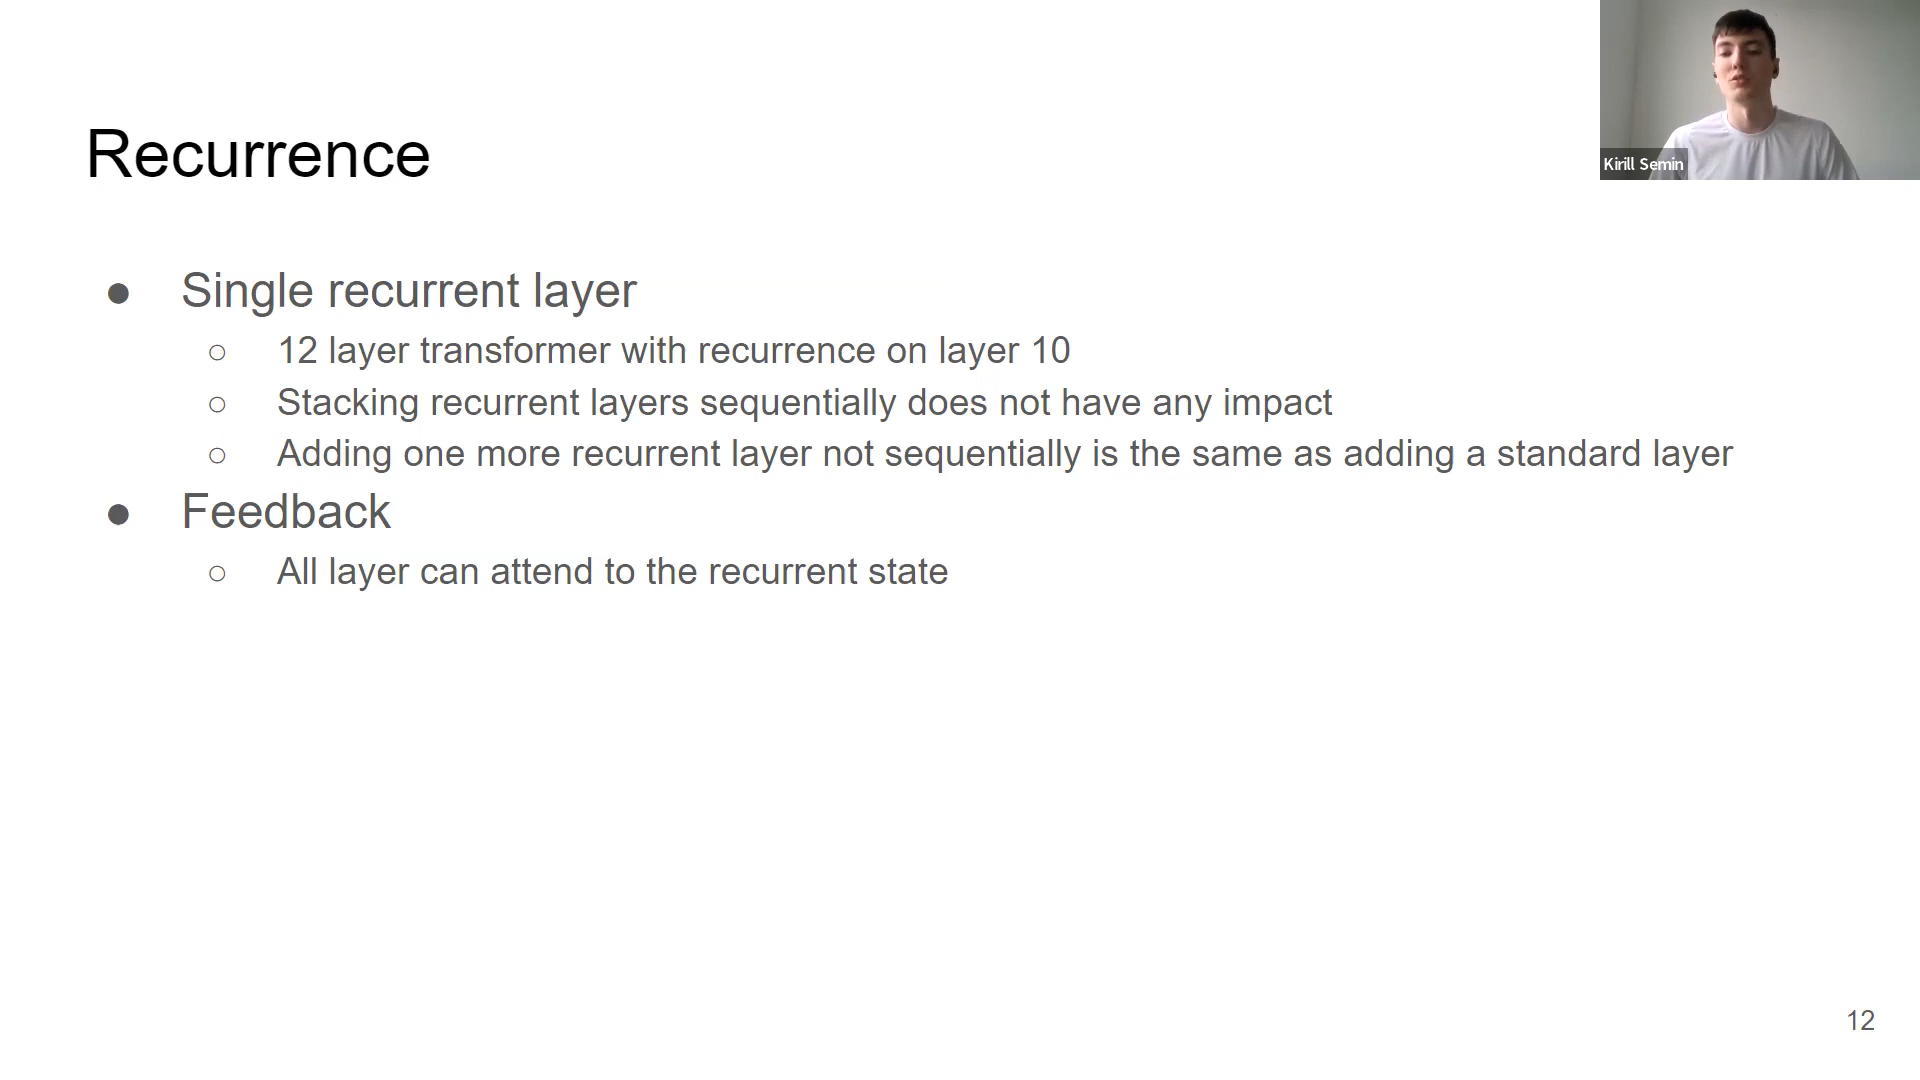 Recurrence
Kirill Semin
● Single recurrent layer
○ 12 layer transformer with recurrence on layer 10
○ Stacking recurrent layers sequentially does not have any impact
○ Adding one more recurrent layer not sequentially is the same as adding a standard layer
● Feedback
○ All layer can attend to the recurrent state
12